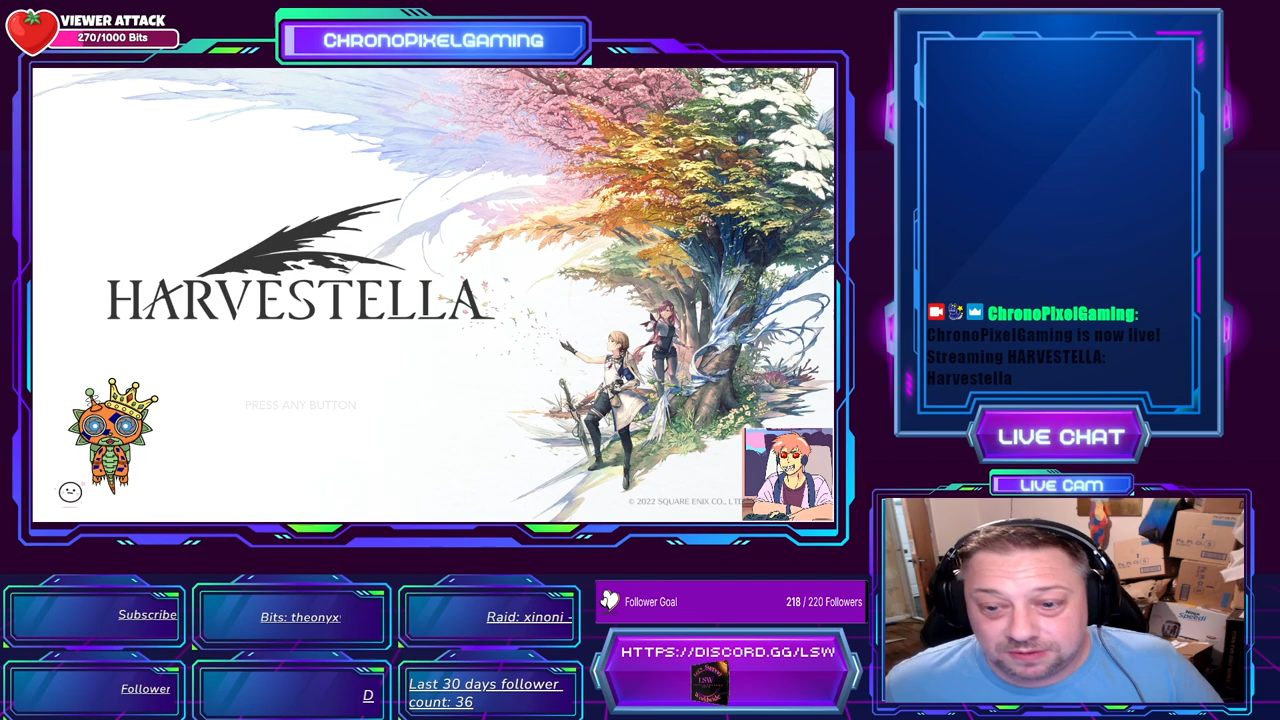 VIEWER ATTACK
270/1000 Bits
ChronoPixelGaming
HARVESTELLA
PRESS ANY BUTTON
© 2022 SQUARE ENIX CO., LTD
ChronoPixelGaming:
ChronoPixelGaming is now live!
Streaming HARVESTELLA:
Harvestella
LIVE CHAT
LIVE CAM
Subscribe
Bits: theonyx
Raid: xinoni -
Follower
D
Last 30 days follower
count: 36
Follower Goal
218 / 220 Followers
HTTPS://DISCORD.GG/LSW
LSW